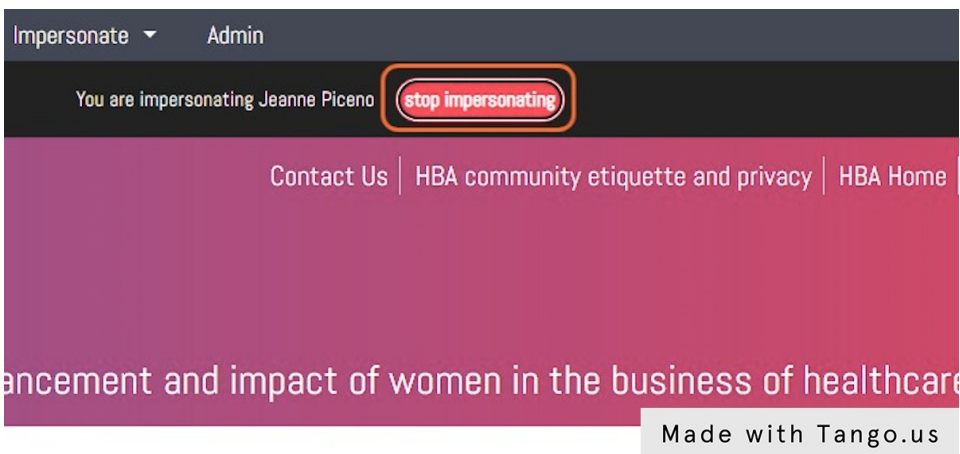 Impersonate Admin
You are impersonating Jeanne Piceno stop impersonating
Contact Us HBA community etiquette and privacy HBA Home
ancement and impact of women in the business of healthcare
Made with Tango.us